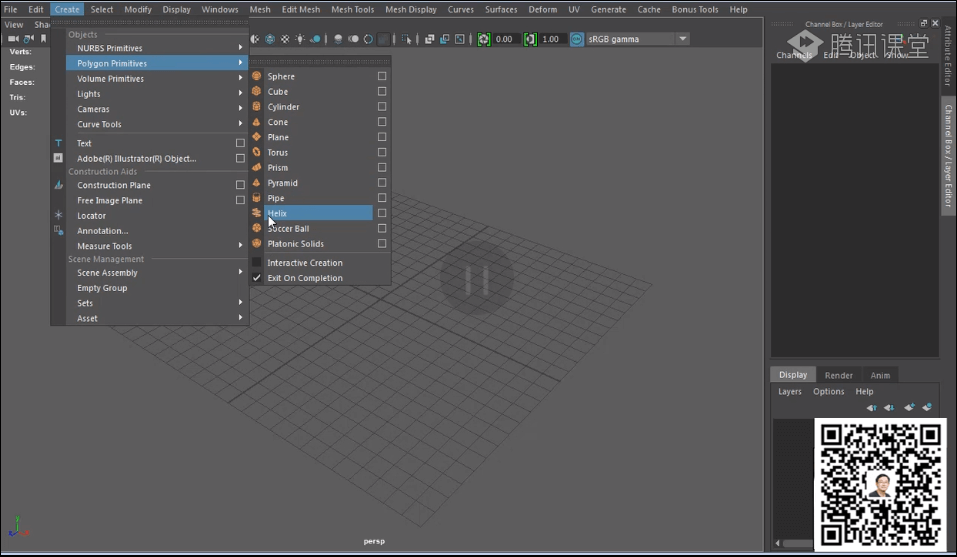 File Edit Create Select Modify Display Windows Mesh Edit Mesh Mesh Tools Mesh Display Curves Surfaces Deform UV Generate Cache Bonus Tools Help
View
0.00 1.00 sRGB gamma
Verts:
Edges:
Faces:
Tris:
UVs:
Objects
NURBS Primitives
Polygon Primitives
Volume Primitives
Lights
Cameras
Curve Tools
Text
Adobe(R) Illustrator(R) Object...
Construction Aids
Construction Plane
Free Image Plane
Locator
Annotation...
Measure Tools
Scene Management
Scene Assembly
Empty Group
Sets
Asset
Sphere
Cube
Cylinder
Cone
Plane
Torus
Prism
Pyramid
Pipe
Helix
Soccer Ball
Platonic Solids
Interactive Creation
Exit On Completion
persp
Channel Box / Layer Editor
腾讯课堂
Channels Edit Object Show
Attribute Editor
Channel Box / Layer Editor
Display Render Anim
Layers Options Help